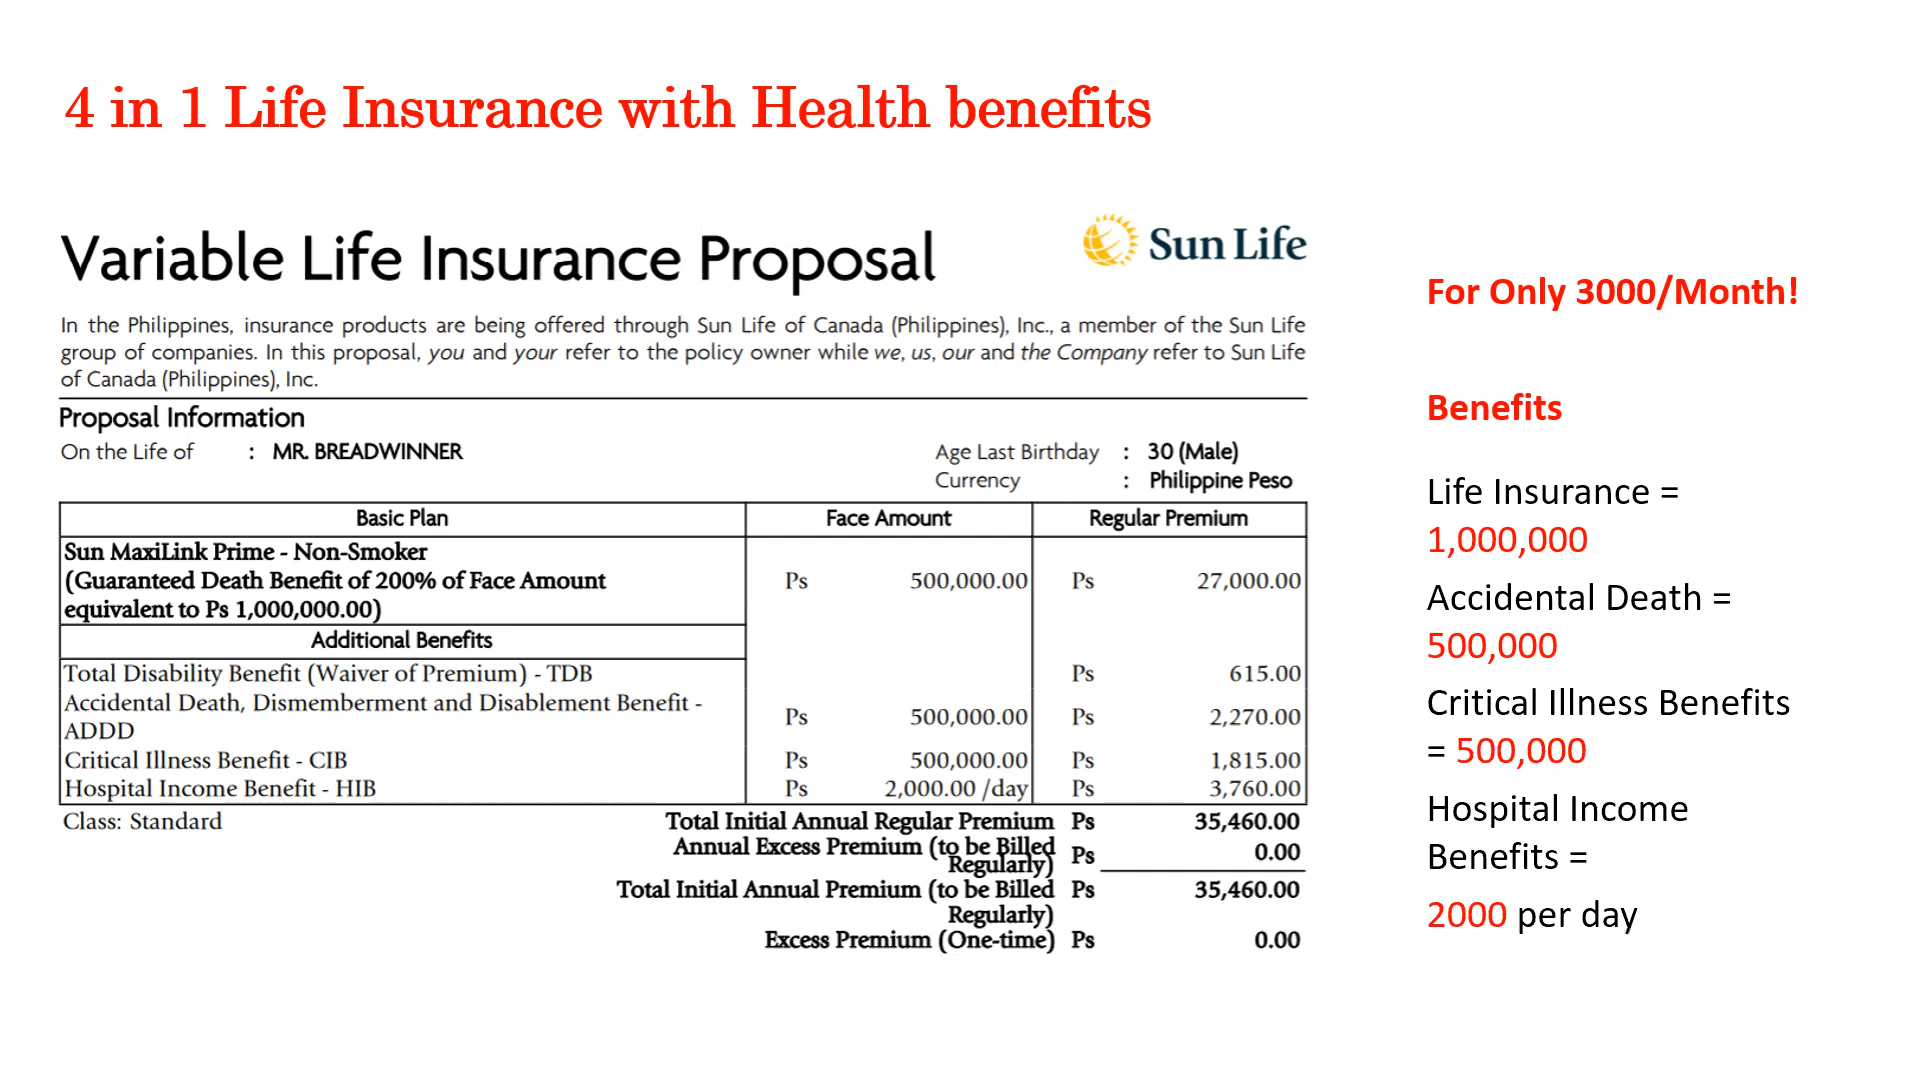 4 in 1 Life Insurance with Health benefits
Variable Life Insurance Proposal
Sun Life
In the Philippines, insurance products are being offered through Sun Life of Canada (Philippines), Inc., a member of the Sun Life
group of companies. In this proposal, you and your refer to the policy owner while we, us, our and the Company refer to Sun Life
of Canada (Philippines), Inc.
Proposal Information
On the Life of : MR. BREADWINNER
Age Last Birthday : 30 (Male)
Currency : Philippine Peso
Basic Plan Face Amount Regular Premium
Sun MaxiLink Prime - Non-Smoker
(Guaranteed Death Benefit of 200% of Face Amount Ps 500,000.00 Ps 27,000.00
equivalent to Ps 1,000,000.00)
Additional Benefits
Total Disability Benefit (Waiver of Premium) - TDB Ps 615.00
Accidental Death, Dismemberment and Disablement Benefit -
ADDD Ps 500,000.00 Ps 2,270.00
Critical Illness Benefit - CIB Ps 500,000.00 Ps 1,815.00
Hospital Income Benefit - HIB Ps 2,000.00 /day Ps 3,760.00
Class: Standard Total Initial Annual Regular Premium Ps 35,460.00
Annual Excess Premium (to be Billed
Regularly) Ps 0.00
Total Initial Annual Premium (to be Billed Ps 35,460.00
Regularly)
Excess Premium (One-time) Ps 0.00
For Only 3000/Month!
Benefits
Life Insurance =
1,000,000
Accidental Death =
500,000
Critical Illness Benefits
= 500,000
Hospital Income
Benefits =
2000 per day